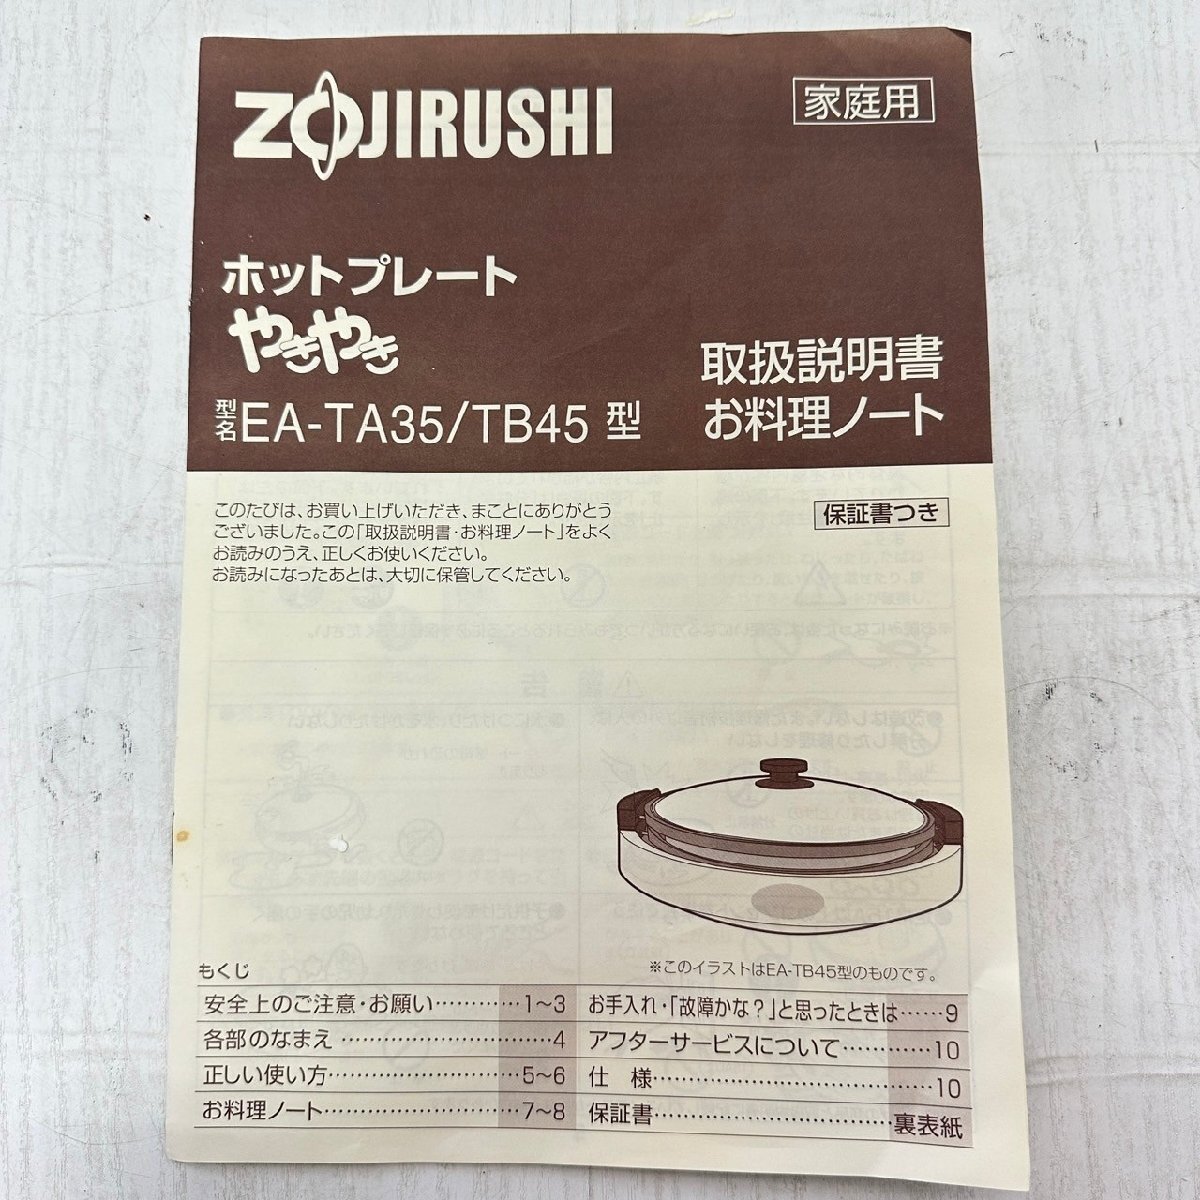 ZOJIRUSHI
家庭用
ホットプレート
やきやき
型名 EA-TA35/TB45 型
取扱説明書
お料理ノート
このたびは、お買い上げいただき、まことにありがとう
ございました。この「取扱説明書・お料理ノート」をよく
お読みのうえ、正しくお使いください。
お読みになったあとは、大切に保管してください。
保証書つき
※このイラストはEA-TB45型のものです。
もくじ
安全上のご注意・お願い…………1〜3
各部のなまえ…………………………4
正しい使い方………………………5〜6
お料理ノート………………………7〜8
お手入れ・「故障かな?」と思ったときは……9
アフターサービスについて…………10
仕 様…………………………………10
保証書……………………………裏表紙